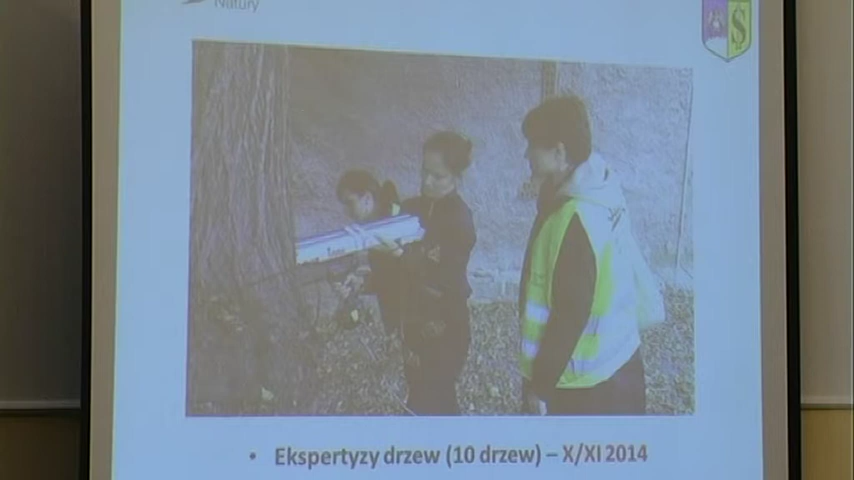 Natury
• Ekspertyzy drzew (10 drzew) – X/XI 2014